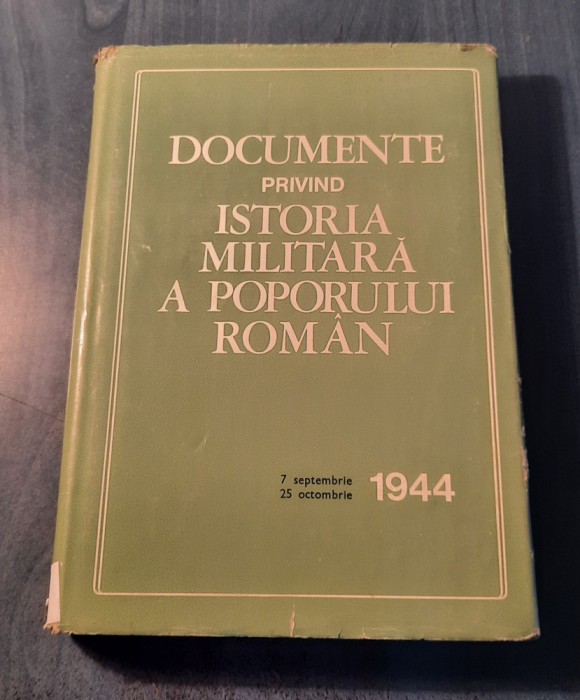 DOCUMENTE
PRIVIND
ISTORIA
MILITARĂ
A POPORULUI
ROMÂN
7 septembrie
25 octombrie 1944